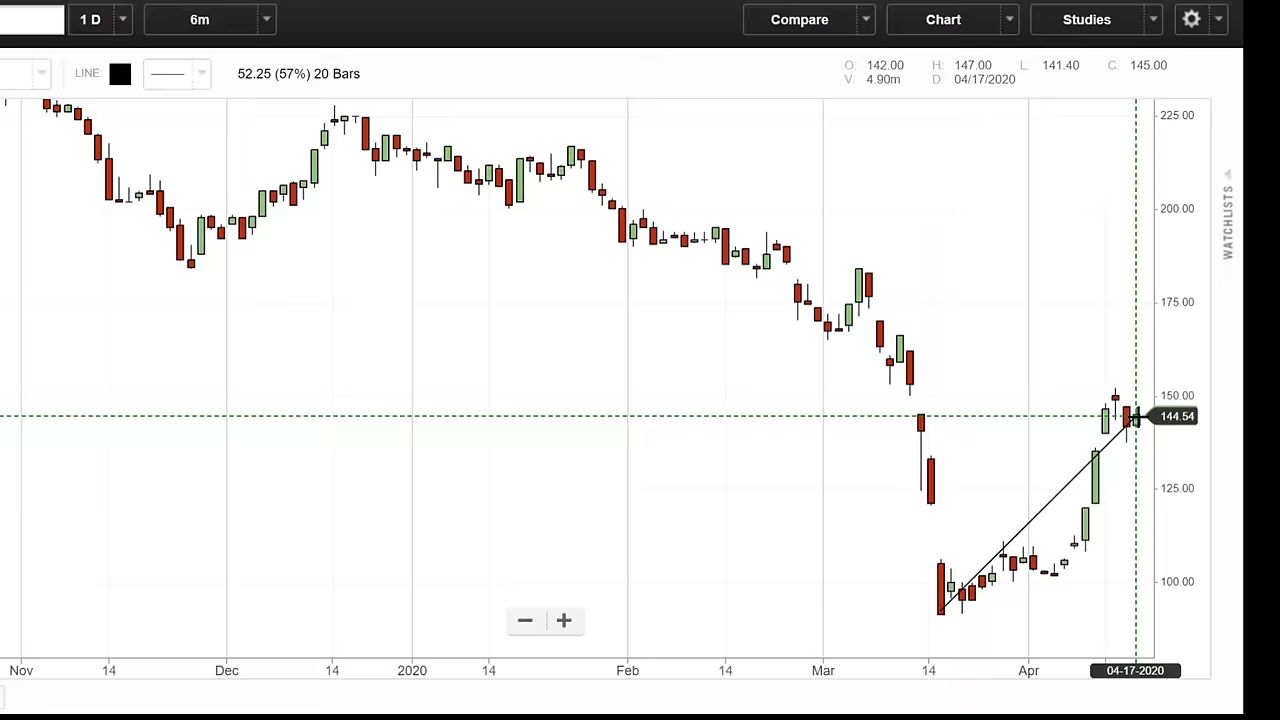 1 D 6m Compare Chart Studies
LINE: 52.25 (57%) 20 Bars O: 142.00 H: 147.00 L: 141.40 C: 145.00
V: 4.90m D: 04/17/2020
225.00
200.00
175.00
150.00
144.54
125.00
100.00
WATCHLISTS
Nov 14 Dec 14 2020 14 Feb 14 Mar 14 Apr 04-17-2020